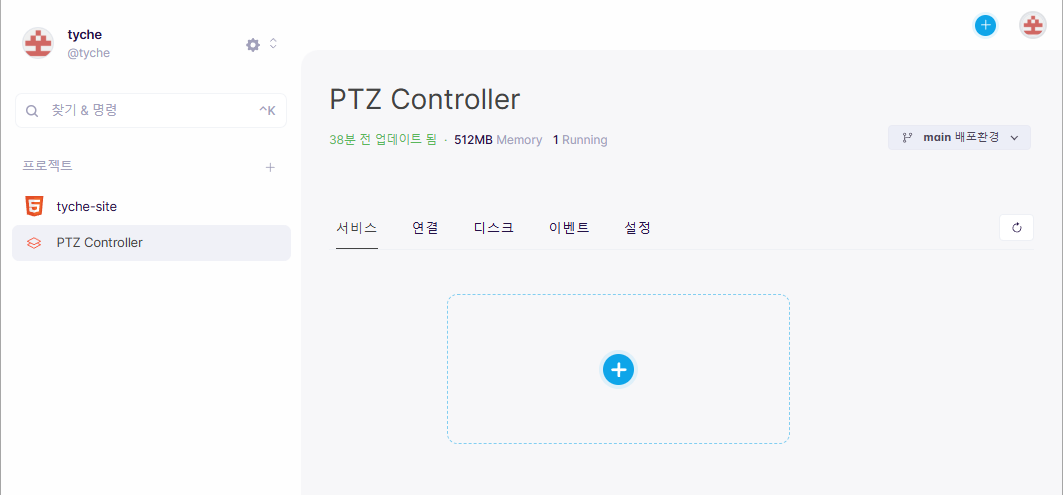 tyche
@tyche
찾기 & 명령
^K
프로젝트
tyche-site
PTZ Controller
PTZ Controller
38분 전 업데이트 됨 · 512MB Memory 1 Running
main 배포환경
서비스 연결 디스크 이벤트 설정